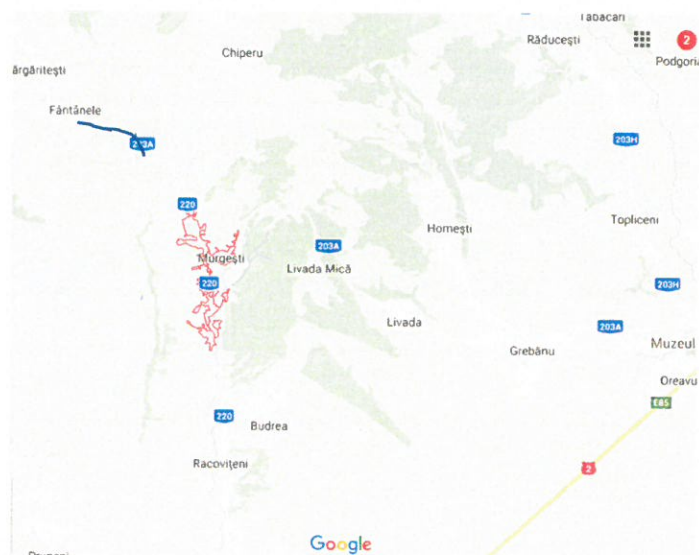 Tabacari
Chiperu
Răducești
2
Podgoria
ărgăritești
Fântânele
203A
203H
220
Topliceni
Homești
203A
Murgești
Livada Mică
220
203H
Livada
203A
Grebănu
Muzeul
Oreavu
E85
220
Budrea
Racovițeni
2
Google